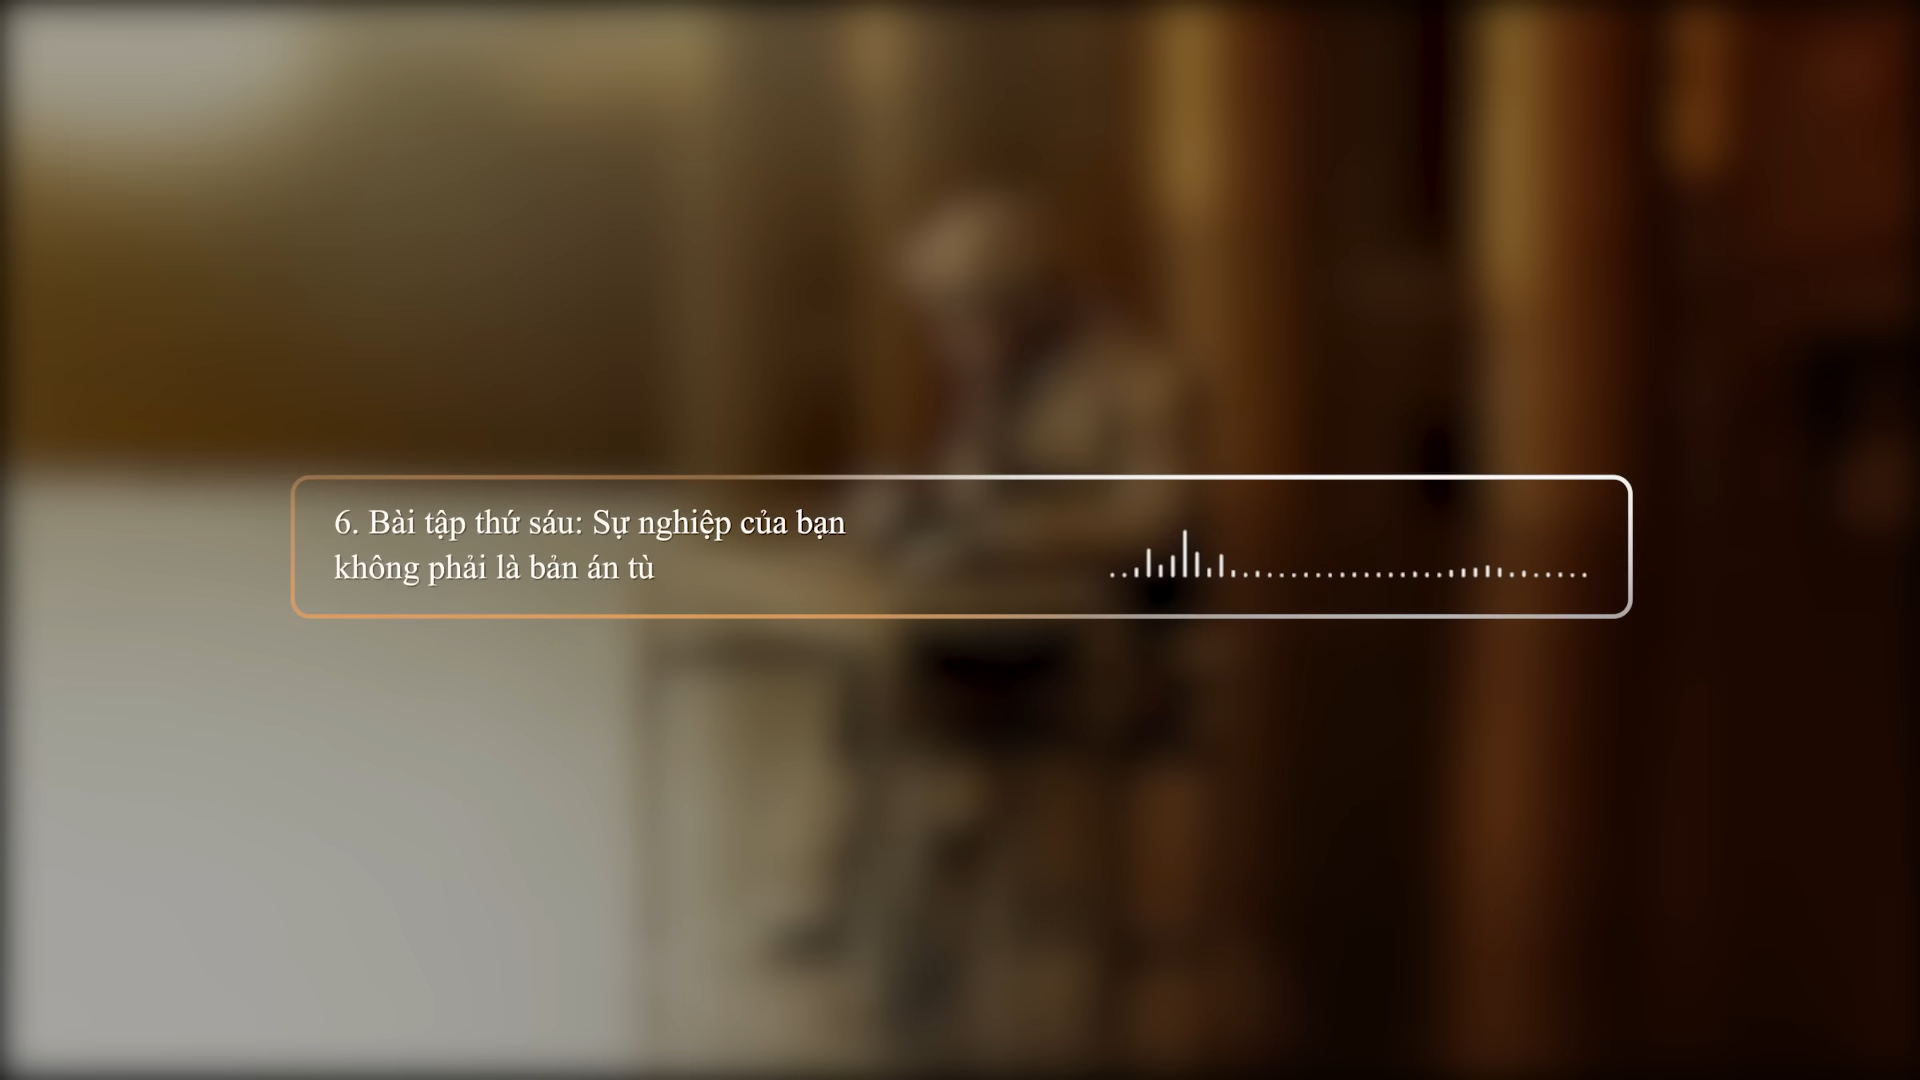 6. Bài tập thứ sáu: Sự nghiệp của bạn
không phải là bản án tù